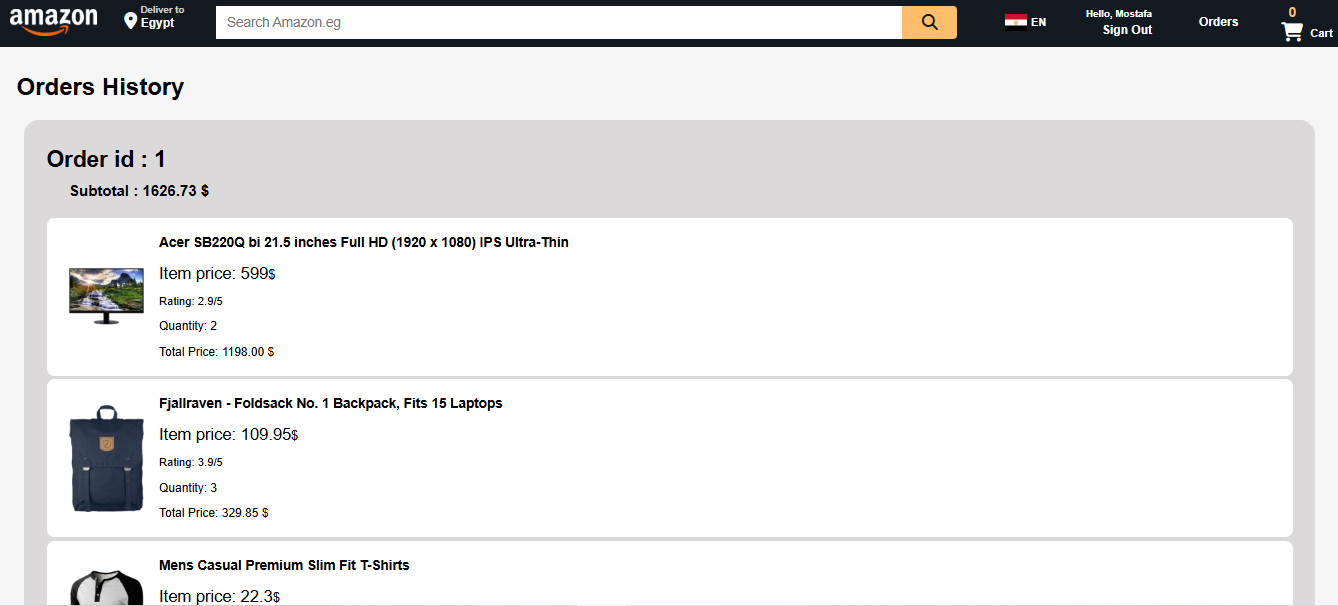 amazon
Deliver to
Egypt
Search Amazon.eg
EN
Hello, Mostafa
Sign Out
Orders
0
Cart
Orders History
Order id : 1
Subtotal : 1626.73 $
Acer SB220Q bi 21.5 inches Full HD (1920 x 1080) IPS Ultra-Thin
Item price: 599$
Rating: 2.9/5
Quantity: 2
Total Price: 1198.00 $
Fjallraven - Foldsack No. 1 Backpack, Fits 15 Laptops
Item price: 109.95$
Rating: 3.9/5
Quantity: 3
Total Price: 329.85 $
Mens Casual Premium Slim Fit T-Shirts
Item price: 22.3$